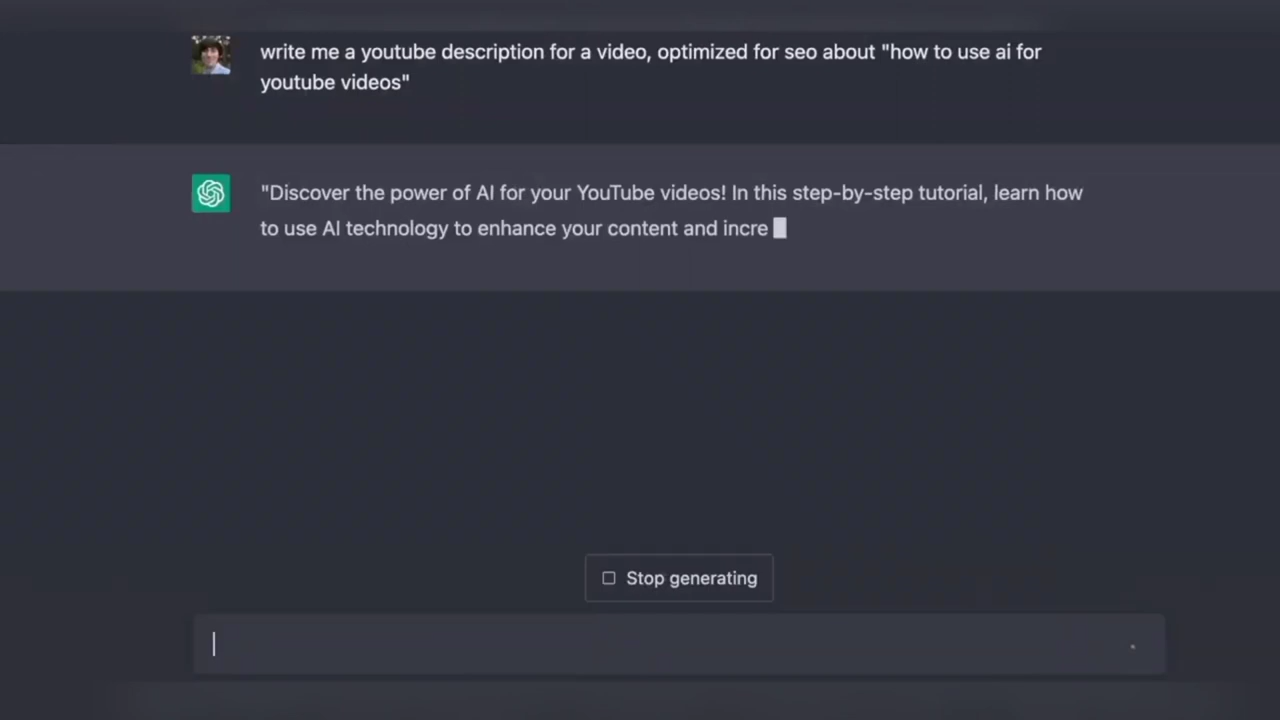 write me a youtube description for a video, optimized for seo about "how to use ai for
youtube videos"
"Discover the power of AI for your YouTube videos! In this step-by-step tutorial, learn how
to use AI technology to enhance your content and incre
Stop generating